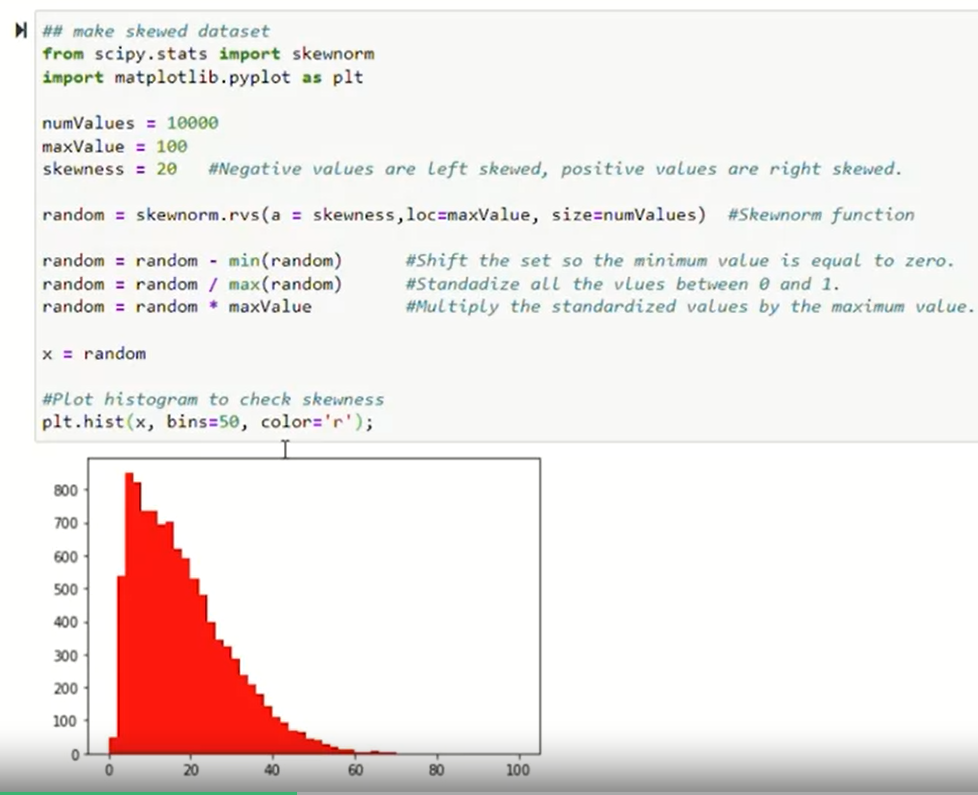 ## make skewed dataset
from scipy.stats import skewnorm
import matplotlib.pyplot as plt
numValues = 10000
maxValue = 100
skewness = 20   #Negative values are left skewed, positive values are right skewed.
random = skewnorm.rvs(a = skewness,loc=maxValue, size=numValues)  #Skewnorm function
random = random - min(random)      #Shift the set so the minimum value is equal to zero.
random = random / max(random)      #Standadize all the vlues between 0 and 1.
random = random * maxValue         #Multiply the standardized values by the maximum value.
x = random
#Plot histogram to check skewness
plt.hist(x, bins=50, color='r');
800
700
600
500
400
300
200
100
0
0 20 40 60 80 100